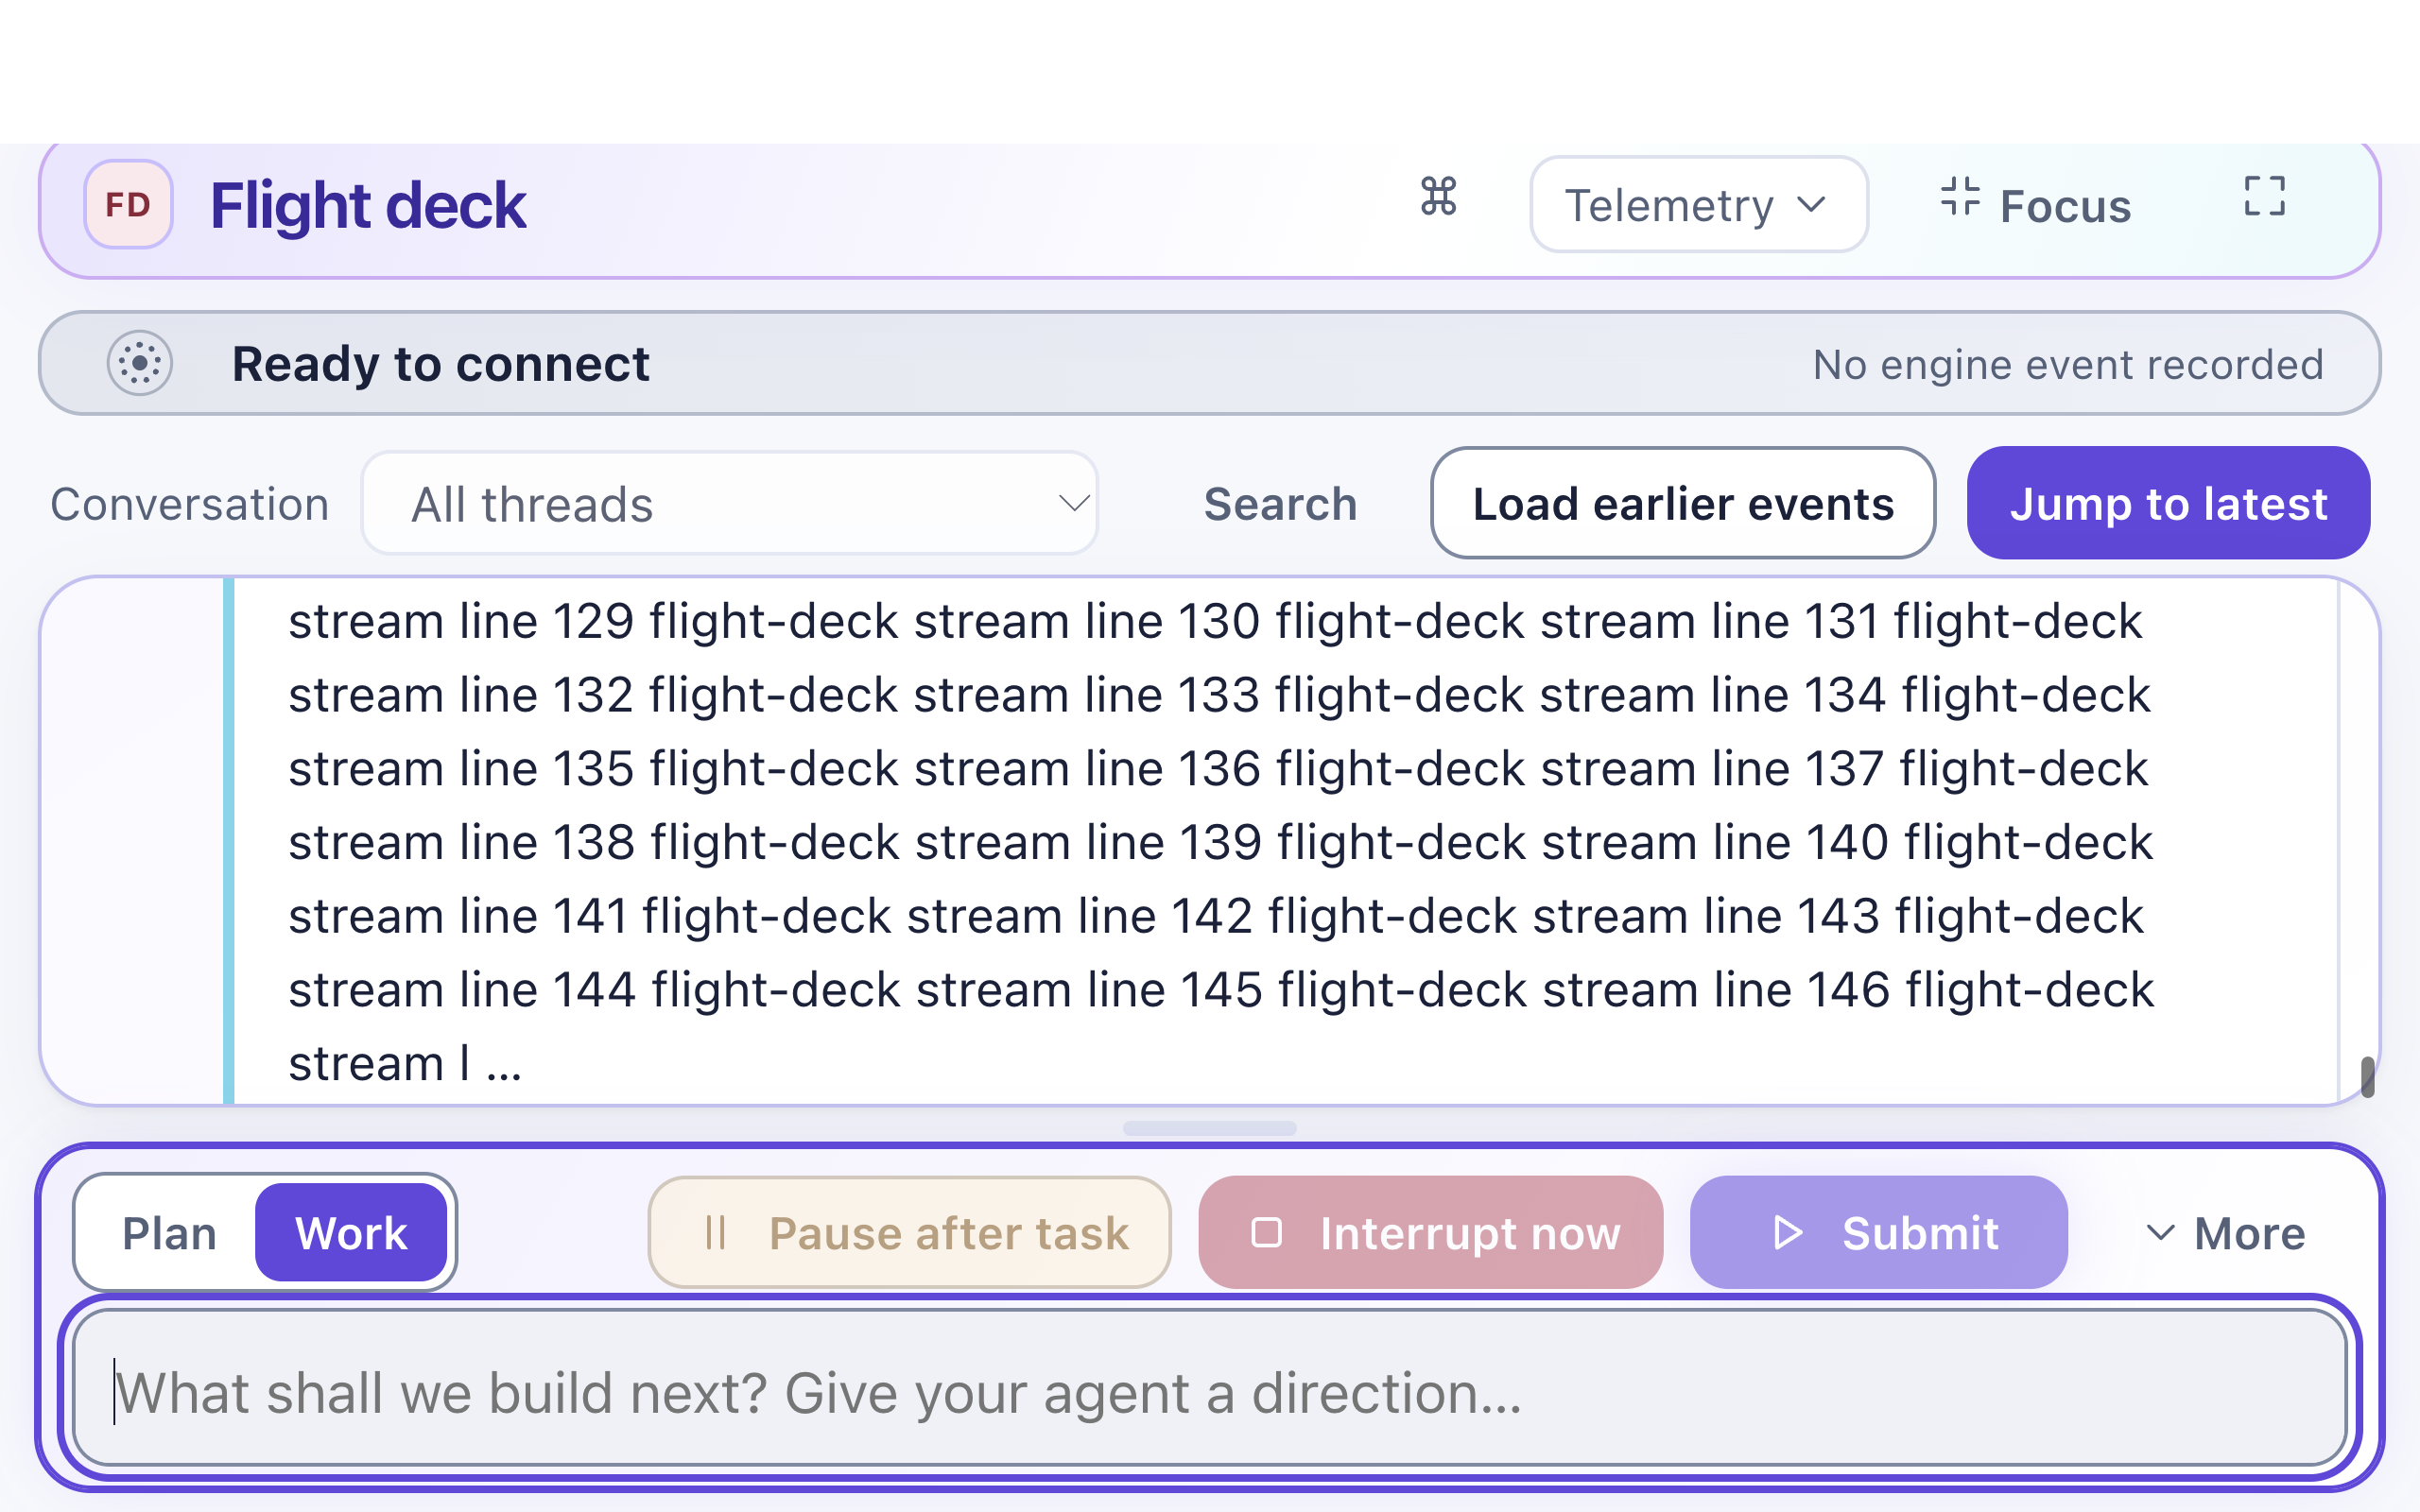 FD
Flight deck
⌘
Telemetry
Focus
Ready to connect
No engine event recorded
Conversation
All threads
Search
Load earlier events
Jump to latest
stream line 129 flight-deck stream line 130 flight-deck stream line 131 flight-deck
stream line 132 flight-deck stream line 133 flight-deck stream line 134 flight-deck
stream line 135 flight-deck stream line 136 flight-deck stream line 137 flight-deck
stream line 138 flight-deck stream line 139 flight-deck stream line 140 flight-deck
stream line 141 flight-deck stream line 142 flight-deck stream line 143 flight-deck
stream line 144 flight-deck stream line 145 flight-deck stream line 146 flight-deck
stream l ...
Plan
Work
Pause after task
Interrupt now
Submit
More
What shall we build next? Give your agent a direction...